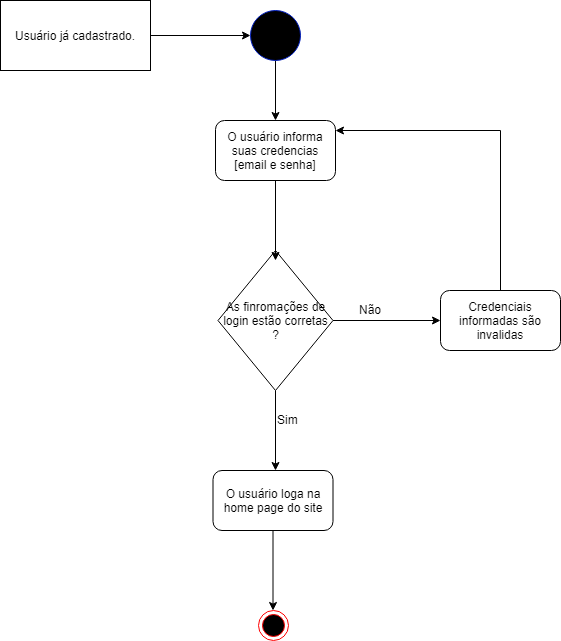 Usuário já cadastrado.
O usuário informa
suas credencias
[email e senha]
As finromações de
login estão corretas
?
Não
Credenciais
informadas são
invalidas
Sim
O usuário loga na
home page do site